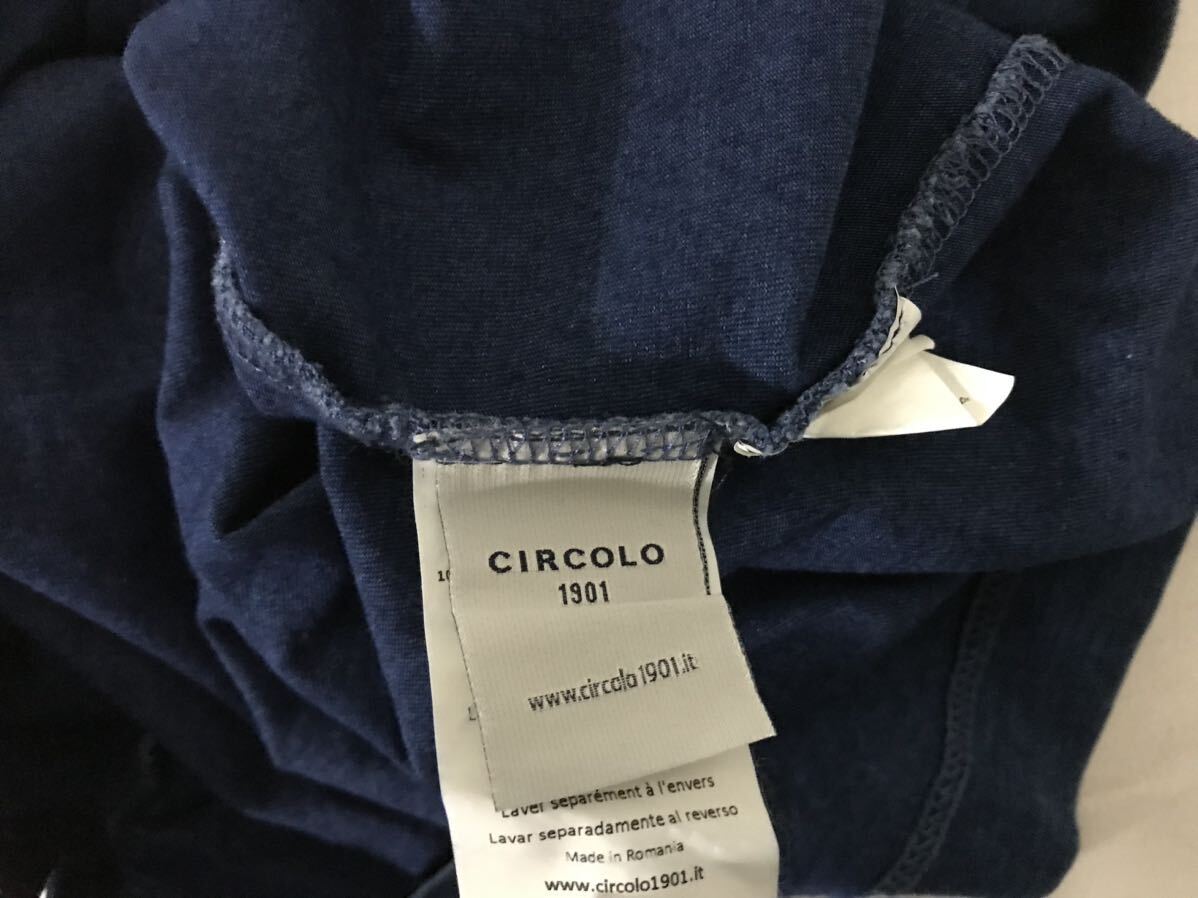 CIRCOLO
1901
www.circolo1901.it
Laver separément à l'envers
Lavar separadamente al reverso
Made in Romania
www.circolo1901.it